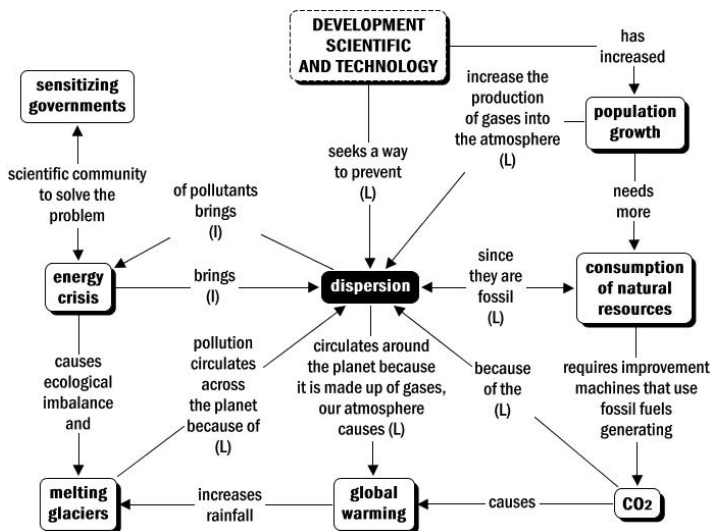 DEVELOPMENT
SCIENTIFIC
AND TECHNOLOGY
has
increased
sensitizing
governments
increase the
production
of gases into
the atmosphere
(L)
population
growth
seeks a way
to prevent
(L)
scientific community
to solve the
problem
of pollutants
brings
(I)
needs
more
energy
crisis
brings
(I)
dispersion
since
they are
fossil
(L)
consumption
of natural
resources
causes
ecological
imbalance
and
pollution
circulates
across
the planet
because of
(L)
circulates around
the planet because
it is made up of gases,
our atmosphere
causes (L)
because
of the
(L)
requires improvement
machines that use
fossil fuels
generating
melting
glaciers
increases
rainfall
global
warming
causes
CO2